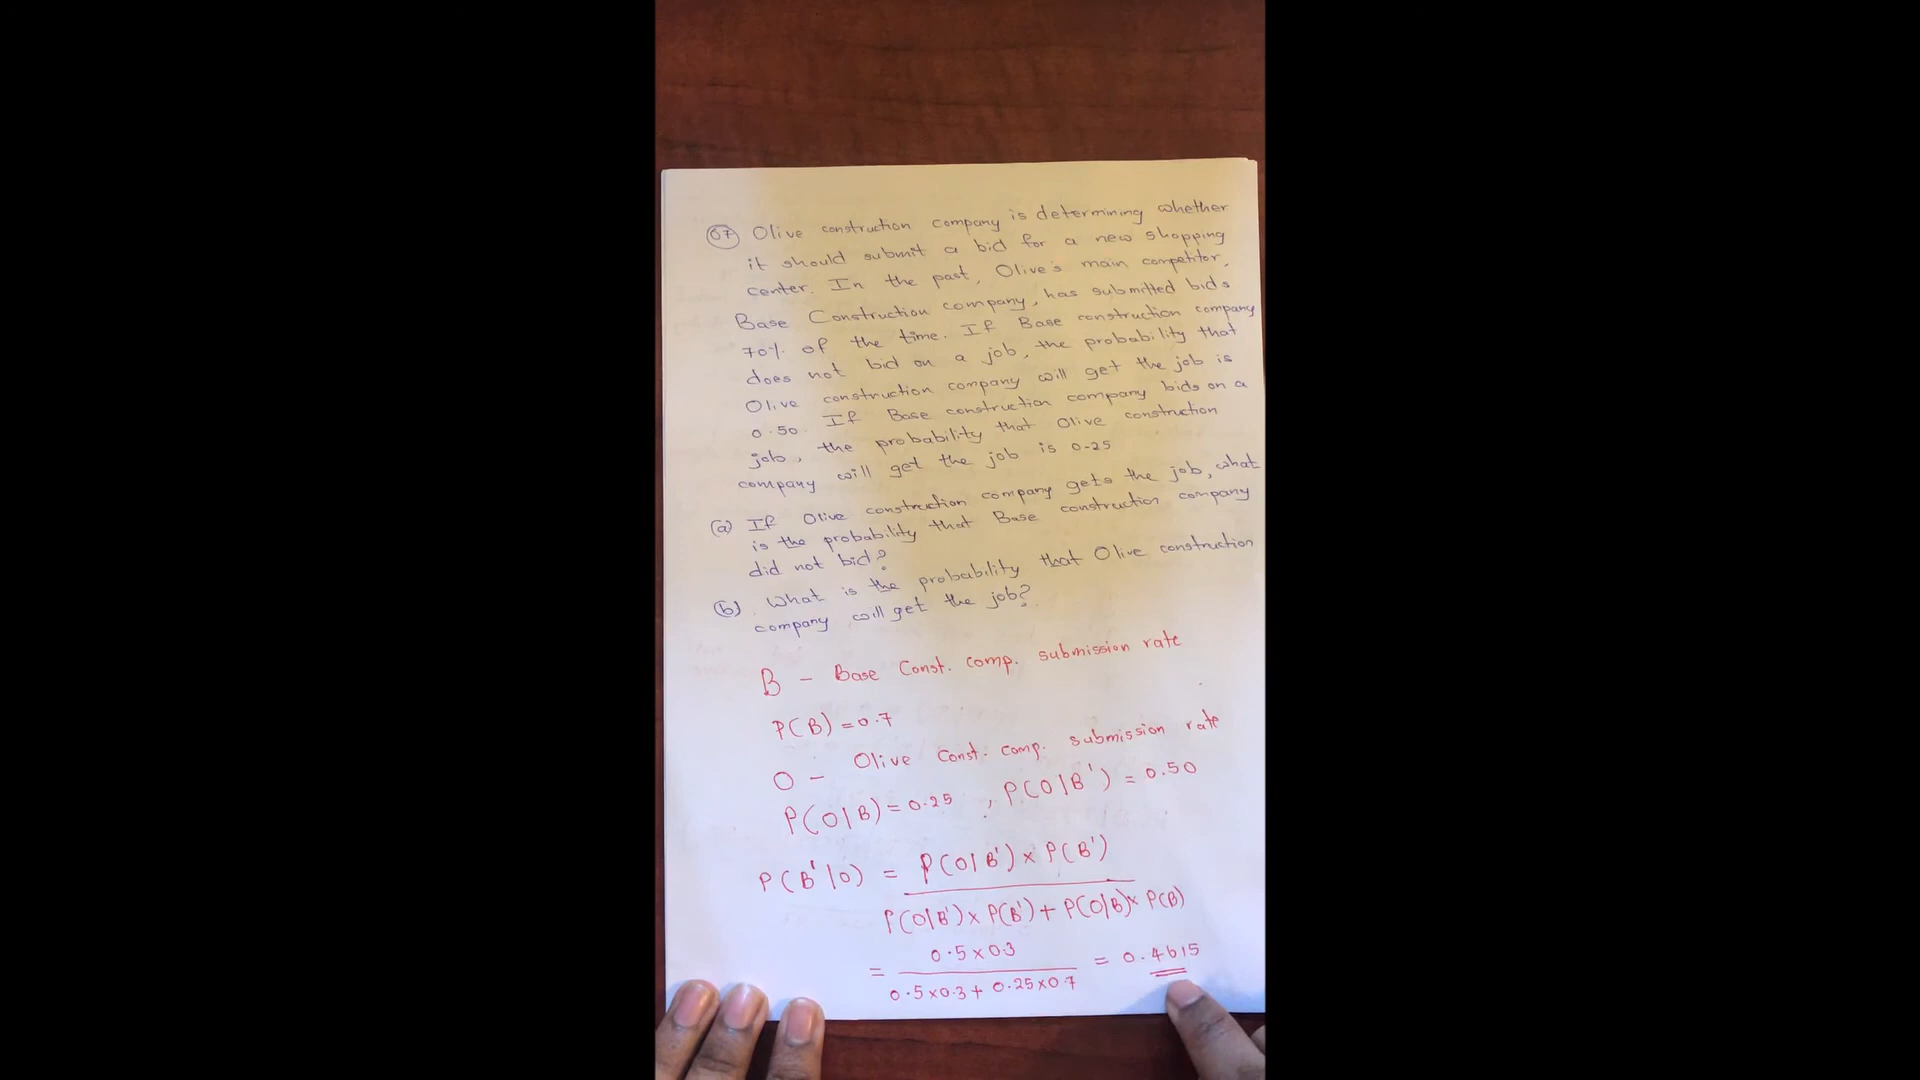 07 Olive construction company is determining whether
it should submit a bid for a new shopping
center. In the past, Olive's main competitor,
Base Construction company, has submitted bids
70% of the time. If Base construction company
does not bid on a job, the probability that
Olive construction company will get the job is
0.50. If Base construction company bids on a
job, the probability that Olive construction
company will get the job is 0.25
(a) If Olive construction company gets the job, what
is the probability that Base construction company
did not bid?
(b) What is the probability that Olive construction
company will get the job?
B - Base Const. comp. submission rate
P(B) = 0.7
O - Olive Const. comp. submission rate
P(O|B) = 0.25 , P(O|B') = 0.50
P(B'|O) = P(O|B') × P(B')
P(O|B') × P(B') + P(O|B) × P(B)
= 0.5 × 0.3 = 0.4615
0.5 × 0.3 + 0.25 × 0.7